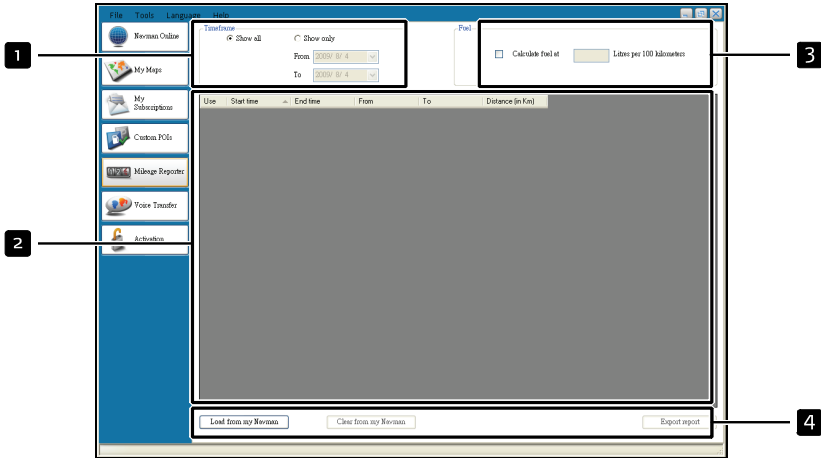 File Tools Language Help
Navman Online
My Maps
My
Subscriptions
Custom POIs
Mileage Reporter
Voice Transfer
Activation
1
Timeframe
Show all Show only
From 2009/ 8/ 4
To 2009/ 8/ 4
Fuel
Calculate fuel at Litres per 100 kilometers
3
2
Use Start time End time From To Distance (in Km)
Load from my Navman Clear from my Navman Export report
4